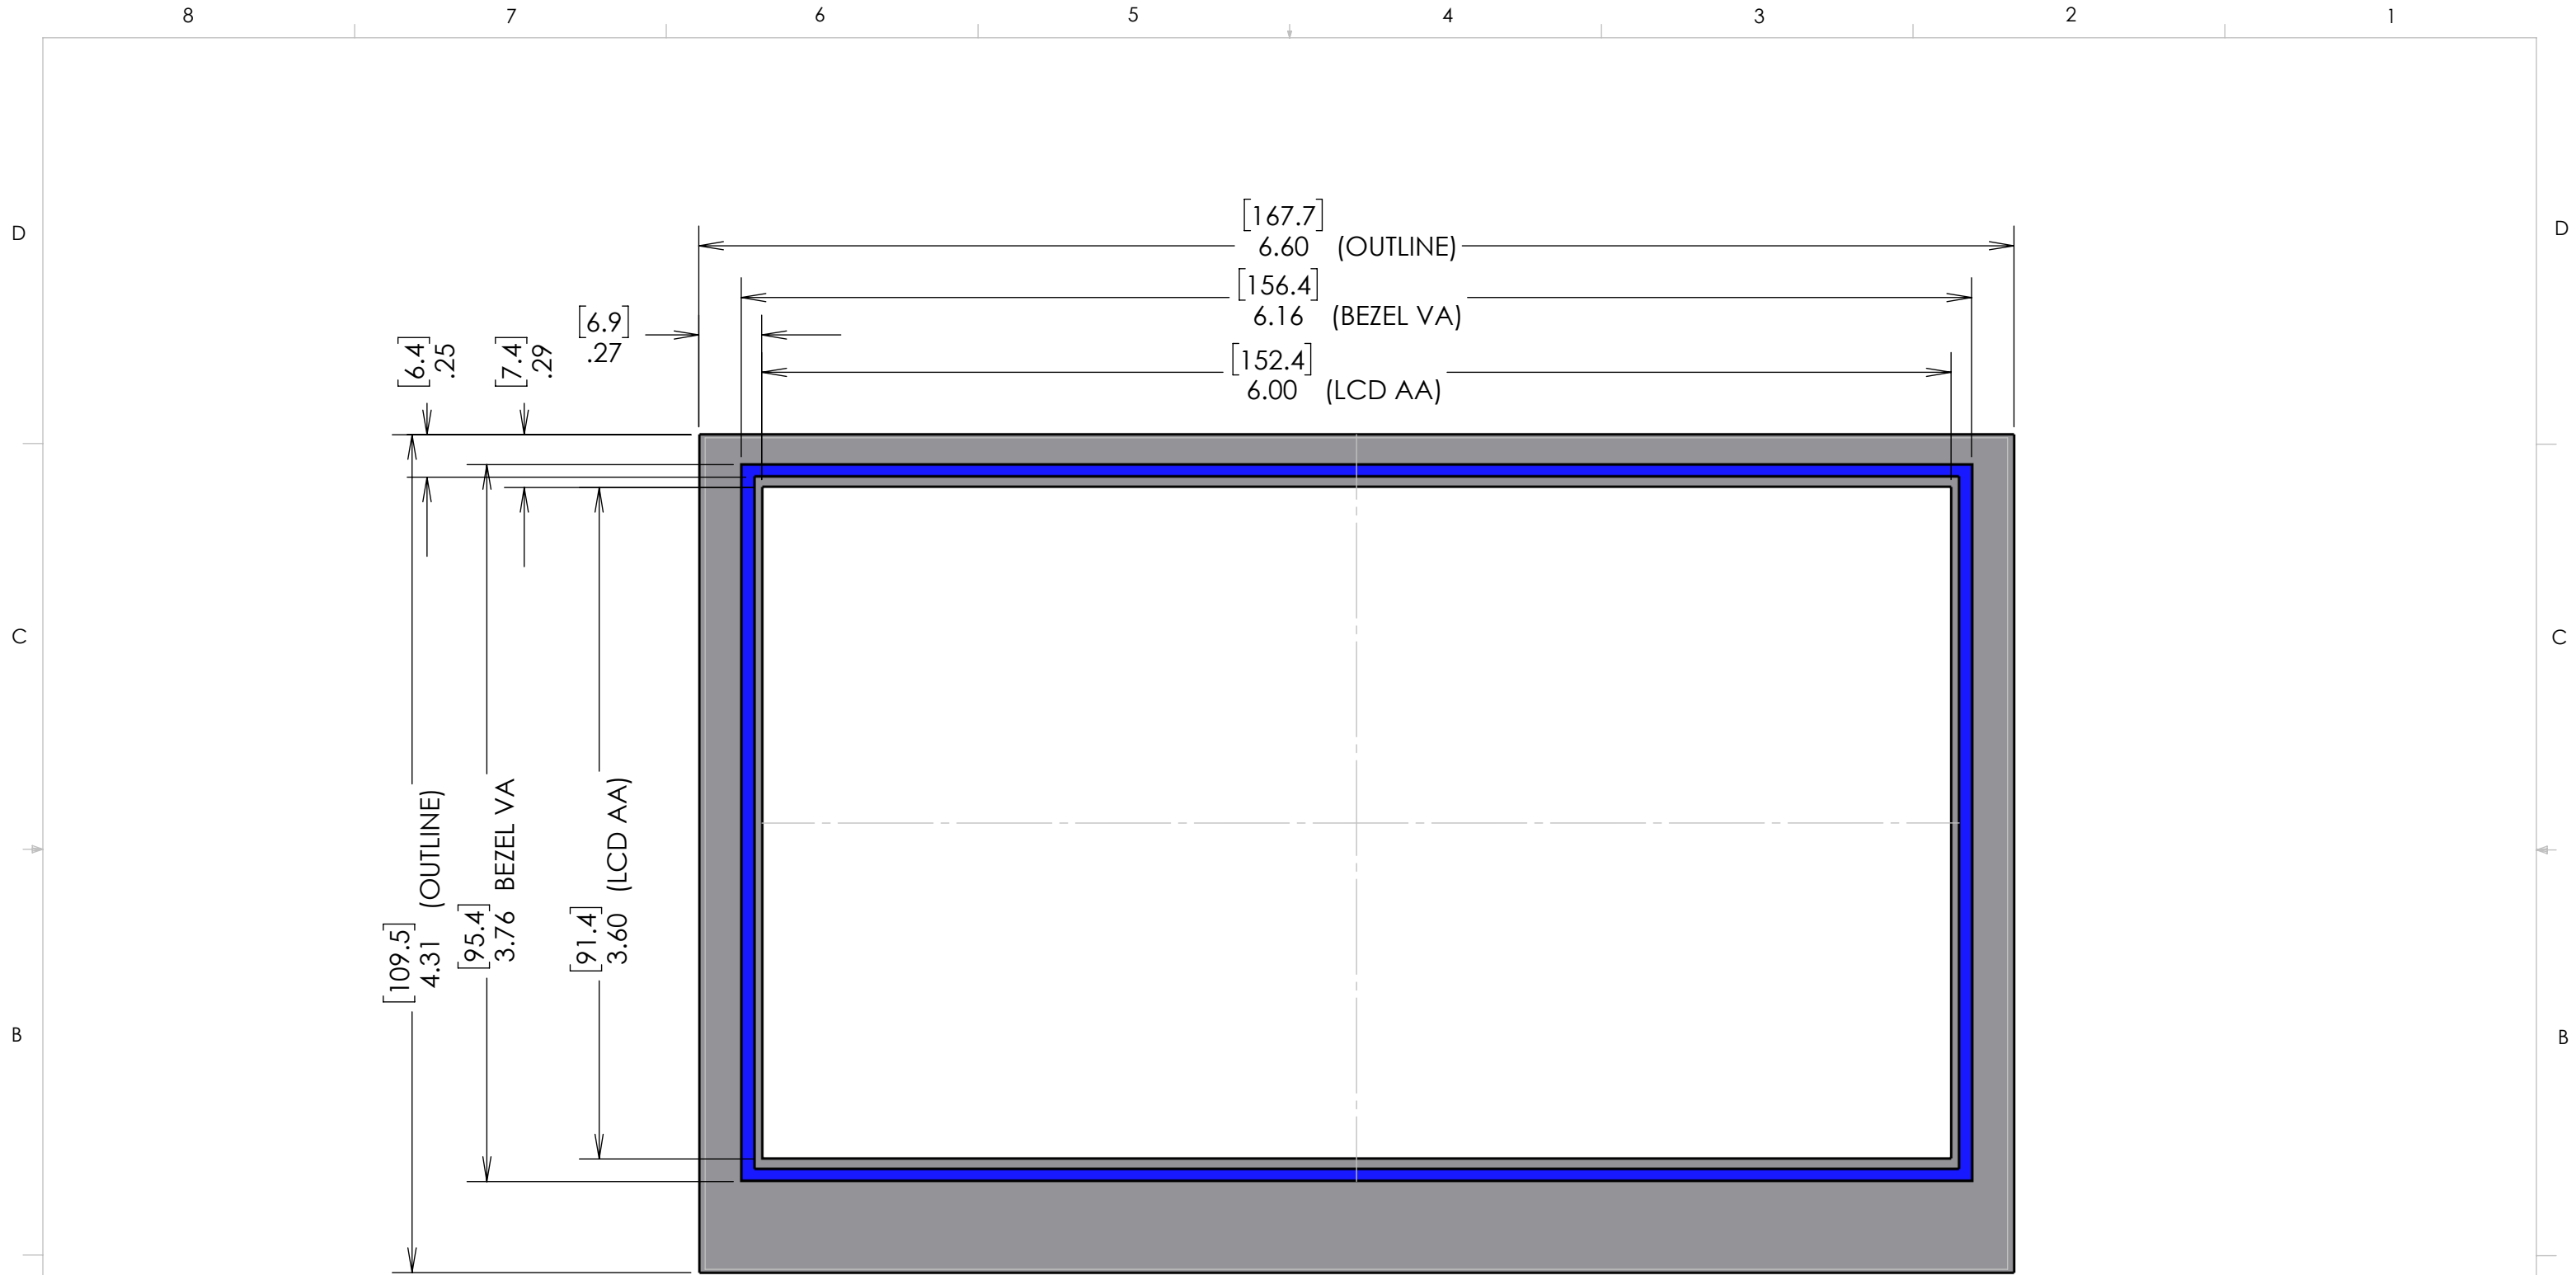 8 7 6 5 4 3 2 1
D D
[167.7]
6.60 (OUTLINE)
[156.4]
6.16 (BEZEL VA)
[6.9]
.27
[152.4]
6.00 (LCD AA)
[6.4]
.25
[7.4]
.29
C C
[109.5]
4.31 (OUTLINE)
[95.4]
3.76 BEZEL VA
[91.4]
3.60 (LCD AA)
B B